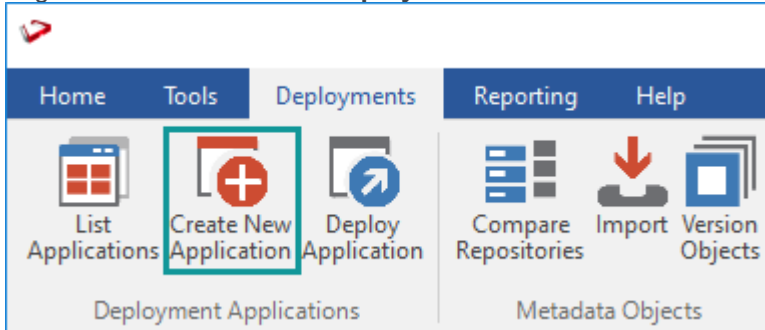 Home Tools Deployments Reporting Help
List Create New Deploy Compare Import Version
Applications Application Application Repositories Objects
Deployment Applications Metadata Objects